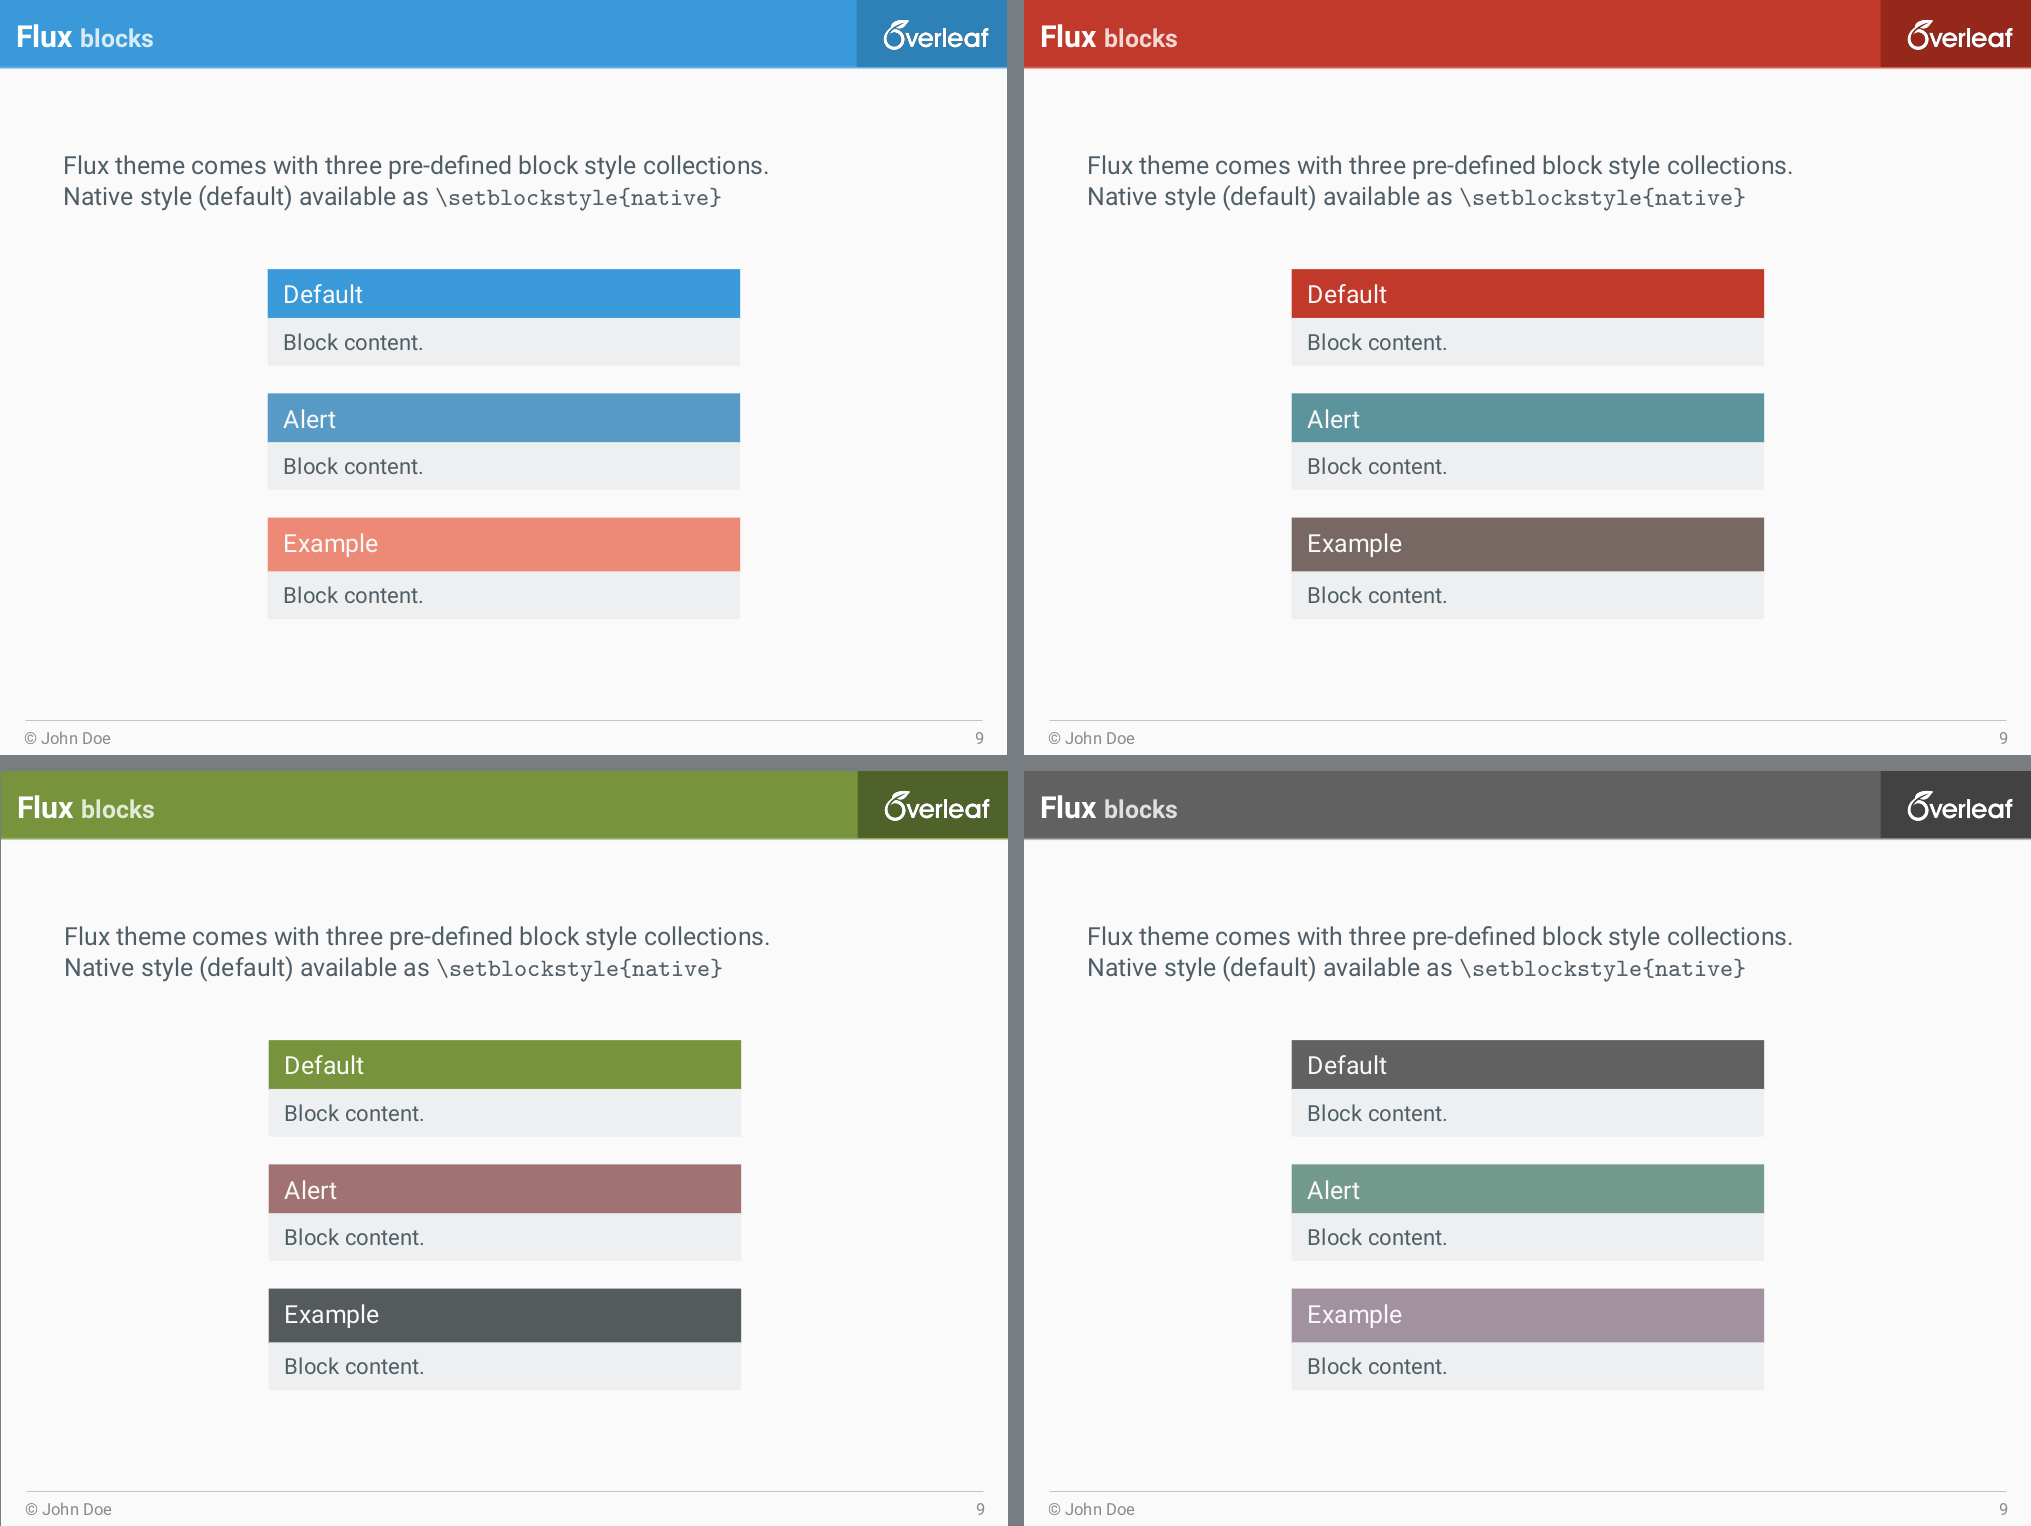 Flux blocks
Overleaf
Flux theme comes with three pre-defined block style collections.
Native style (default) available as \setblockstyle{native}
Default
Block content.
Alert
Block content.
Example
Block content.
© John Doe
9
Flux blocks
Overleaf
Flux theme comes with three pre-defined block style collections.
Native style (default) available as \setblockstyle{native}
Default
Block content.
Alert
Block content.
Example
Block content.
© John Doe
9
Flux blocks
Overleaf
Flux theme comes with three pre-defined block style collections.
Native style (default) available as \setblockstyle{native}
Default
Block content.
Alert
Block content.
Example
Block content.
© John Doe
9
Flux blocks
Overleaf
Flux theme comes with three pre-defined block style collections.
Native style (default) available as \setblockstyle{native}
Default
Block content.
Alert
Block content.
Example
Block content.
© John Doe
9